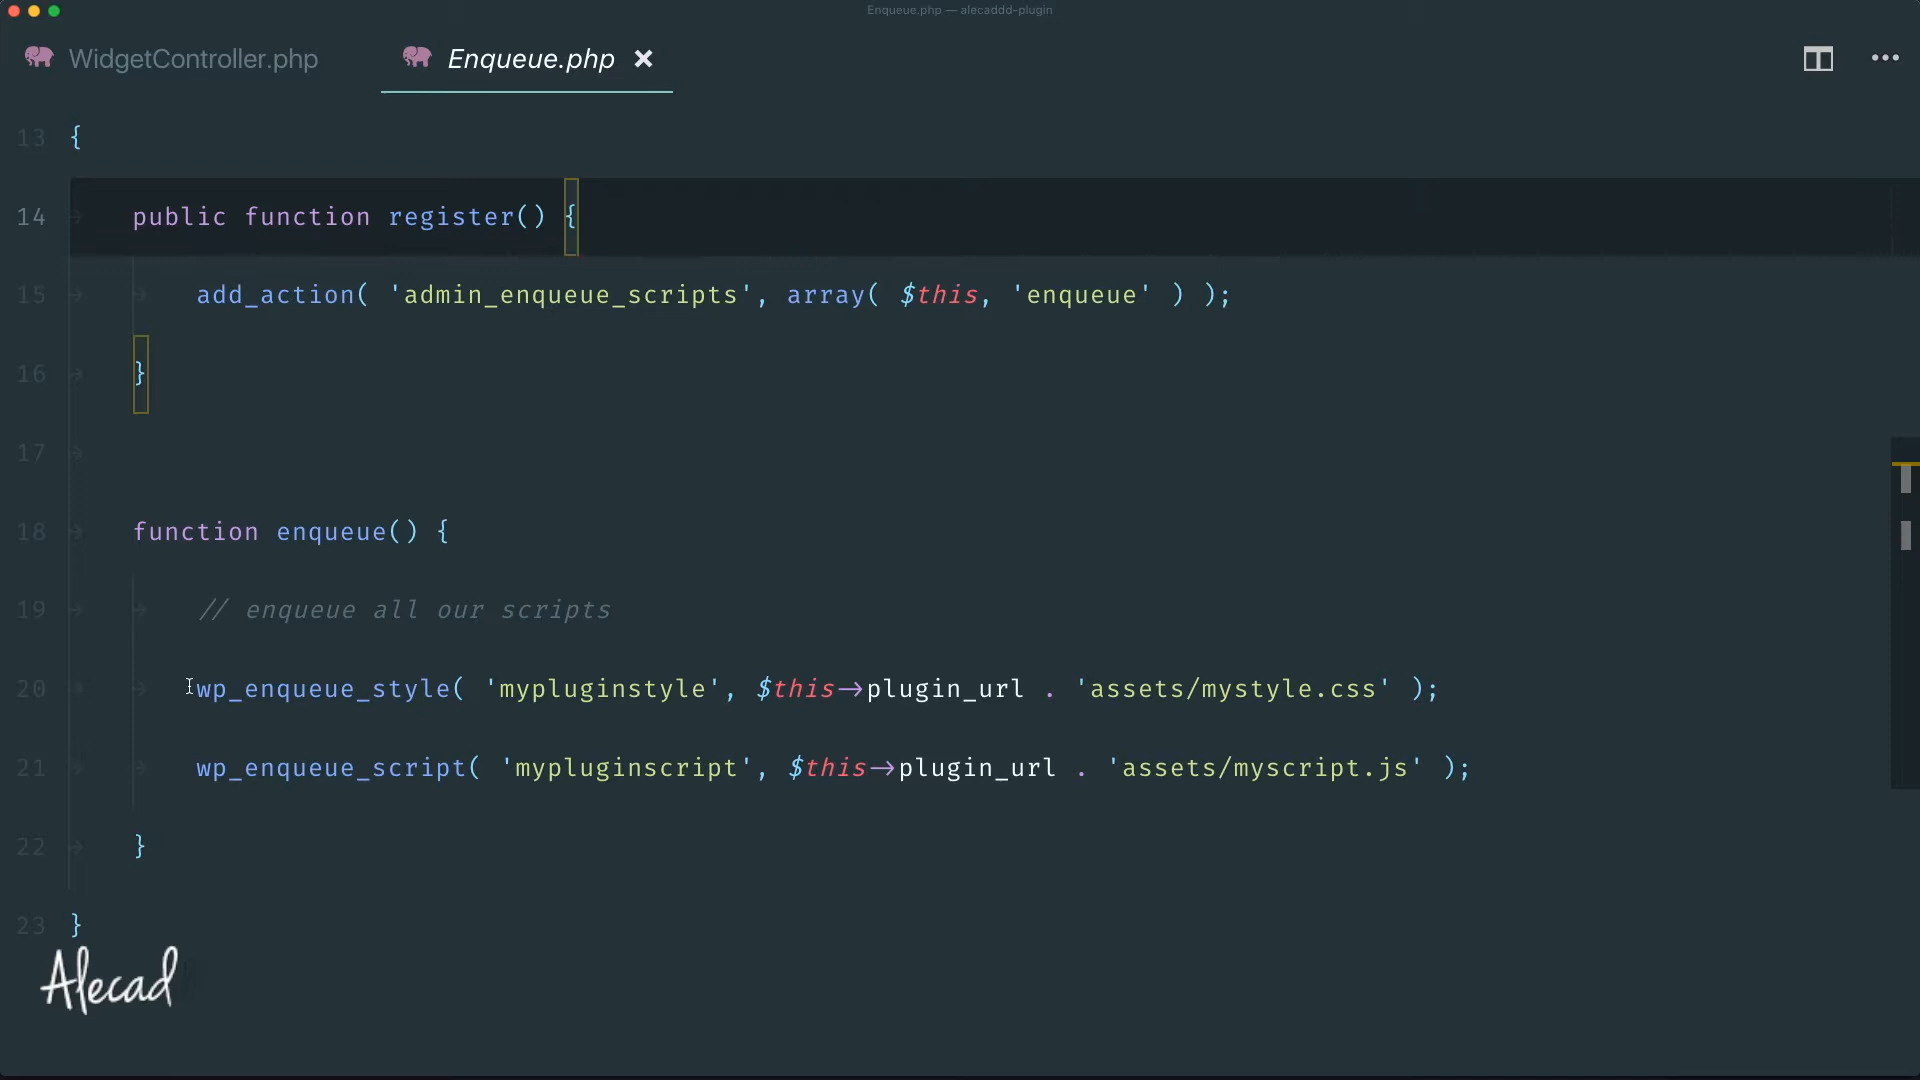 Enqueue.php — alecaddd-plugin
WidgetController.php
Enqueue.php
13 {
14 public function register() {
15 add_action( 'admin_enqueue_scripts', array( $this, 'enqueue' ) );
16 }
17
18 function enqueue() {
19 // enqueue all our scripts
20 wp_enqueue_style( 'mypluginstyle', $this->plugin_url . 'assets/mystyle.css' );
21 wp_enqueue_script( 'mypluginscript', $this->plugin_url . 'assets/myscript.js' );
22 }
23 }
Alecad